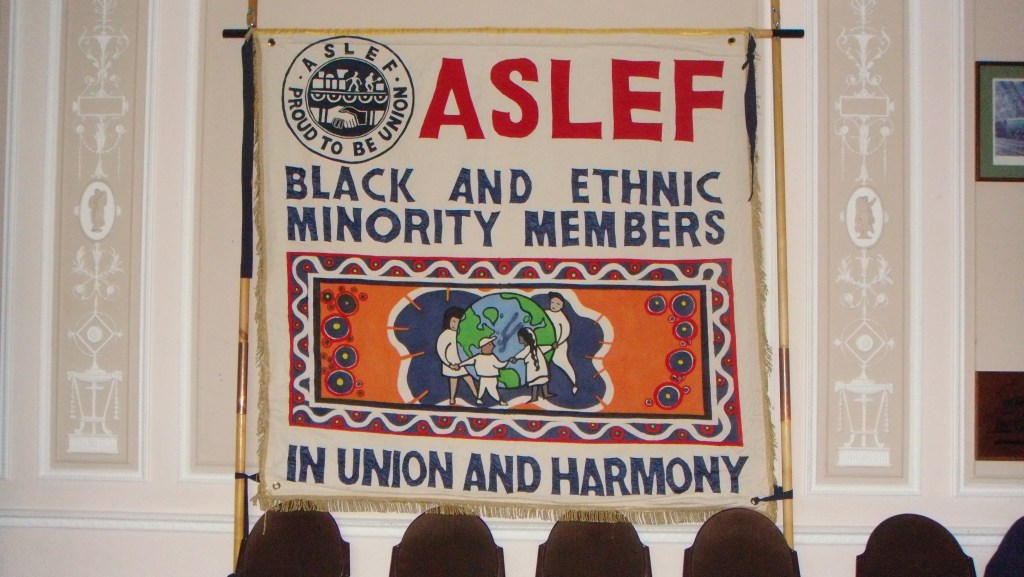 ASLEF
PROUD TO BE UNION
ASLEF
BLACK AND ETHNIC
MINORITY MEMBERS
IN UNION AND HARMONY